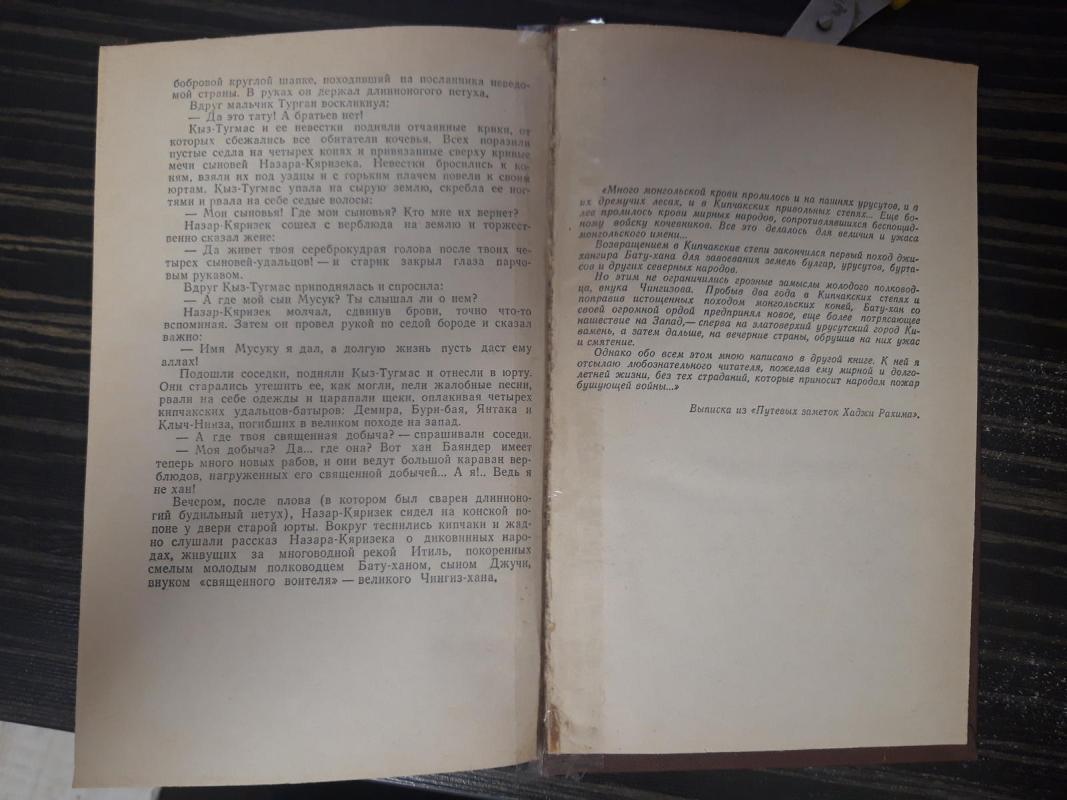 бобровой круглой шапке, походивший на посланника неведо-
мой страны. В руках он держал длинноногого петуха.
Вдруг мальчик Турган воскликнул:
— Да это тату! А братьев нет!
Кыз-Тугмас и ее невестки подняли отчаянные крики, от
которых сбежались все обитатели кочевья. Всех поразили
пустые седла на четырех конях и привязанные сверху кривые
мечи сыновей Назара-Кяризека. Невестки бросились к ко-
ням, взяли их под уздцы и с горьким плачем повели к своим
юртам. Кыз-Тугмас упала на сырую землю, скребла ее ног-
тями и рвала на себе седые волосы:
— Мои сыновья! Где мои сыновья? Кто мне их вернет?
Назар-Кяризек сошел с верблюда на землю и торжест-
венно сказал жене:
— Да живет твоя сереброкудрая голова после твоих че-
тырех сыновей-удальцов! — и старик закрыл глаза парчо-
вым рукавом.
Вдруг Кыз-Тугмас приподнялась и спросила:
— А где мой сын Мусук? Ты слышал ли о нем?
Назар-Кяризек молчал, сдвинув брови, точно что-то
вспоминая. Затем он провел рукой по седой бороде и сказал
важно:
— Имя Мусуку я дал, а долгую жизнь пусть даст ему
аллах!
Подошли соседки, подняли Кыз-Тугмас и отнесли в юрту.
Они старались утешить ее, как могли, пели жалобные песни,
рвали на себе одежды и царапали щеки, оплакивая четырех
кипчакских удальцов-батыров: Демира, Бури-бая, Янтака и
Клыч-Нияза, погибших в великом походе на запад.
— А где твоя священная добыча? — спрашивали соседи.
— Моя добыча? Да... где она? Вот хан Баяндер имеет
теперь много новых рабов, и они ведут большой караван вер-
блюдов, нагруженных его священной добычей... А я!.. Ведь я
не хан!
Вечером, после плова (в котором был сварен длинноно-
гий будильный петух), Назар-Кяризек сидел на конской по-
поне у двери старой юрты. Вокруг теснились кипчаки и жад-
но слушали рассказ Назара-Кяризека о диковинных наро-
дах, живущих за многоводной рекой Итиль, покоренных
смелым молодым полководцем Бату-ханом, сыном Джучи,
внуком «священного воителя» — великого Чингиз-хана.
«Много монгольской крови пролилось и на пашнях урусутов, и в
их дремучих лесах, и в Кипчакских привольных степях... Еще бо-
лее пролилось крови мирных народов, сопротивлявшихся беспощад-
ному войску кочевников. Все это делалось для величия и ужаса
монгольского имени...
Возвращением в Кипчакские степи закончился первый поход джи-
хангира Бату-хана для завоевания земель булгар, урусутов, бурта-
сов и других северных народов.
Но этим не ограничились грозные замыслы молодого полковод-
ца, внука Чингизова. Пробыв два года в Кипчакских степях и
поправив истощенных походом монгольских коней, Бату-хан со
своей огромной ордой предпринял новое, еще более потрясающее
нашествие на Запад,— сперва на златоверхий урусутский город Ки-
вамень, а затем дальше, на вечерние страны, обрушив на них ужас
и смятение.
Однако обо всем этом мною написано в другой книге. К ней я
отсылаю любознательного читателя, пожелав ему мирной и долго-
летней жизни, без тех страданий, которые приносит народам пожар
бушующей войны...»
Выписка из «Путевых заметок Хаджи Рахима».